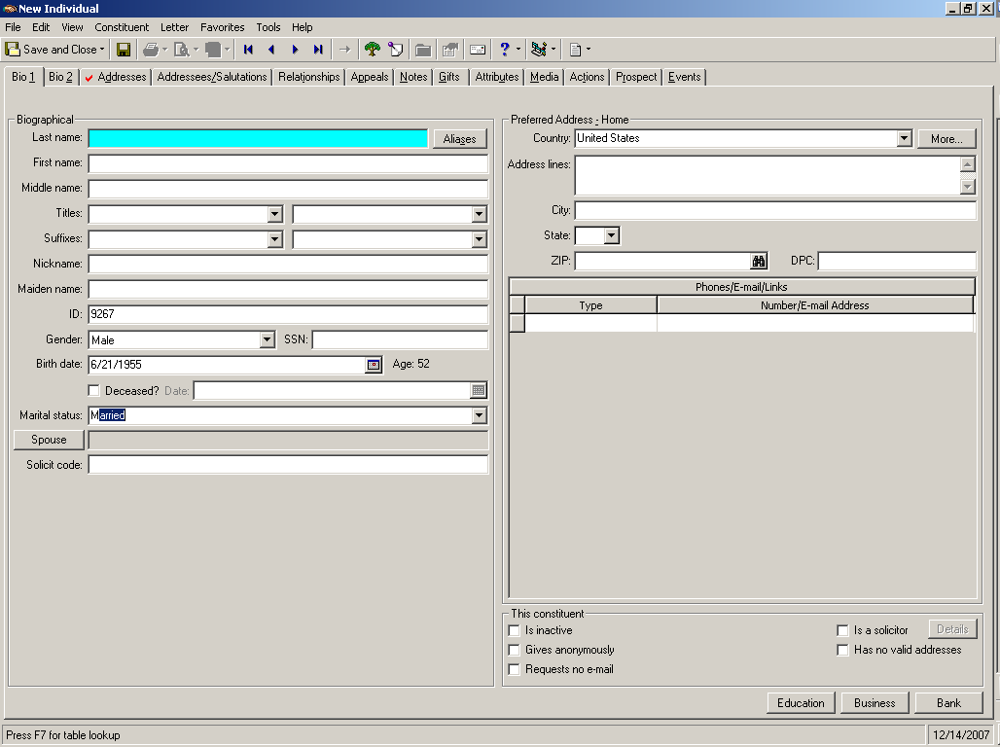 New Individual
File Edit View Constituent Letter Favorites Tools Help
Save and Close
Bio 1 Bio 2 Addresses Addressees/Salutations Relationships Appeals Notes Gifts Attributes Media Actions Prospect Events
Biographical
Last name: Aliases
First name:
Middle name:
Titles:
Suffixes:
Nickname:
Maiden name:
ID: 9267
Gender: Male SSN:
Birth date: 6/21/1955 Age: 52
Deceased? Date:
Marital status: Married
Spouse
Solicit code:
Preferred Address - Home
Country: United States More...
Address lines:
City:
State:
ZIP: DPC:
Phones/E-mail/Links
Type Number/E-mail Address
This constituent
Is inactive Is a solicitor Details
Gives anonymously Has no valid addresses
Requests no e-mail
Education Business Bank
Press F7 for table lookup 12/14/2007